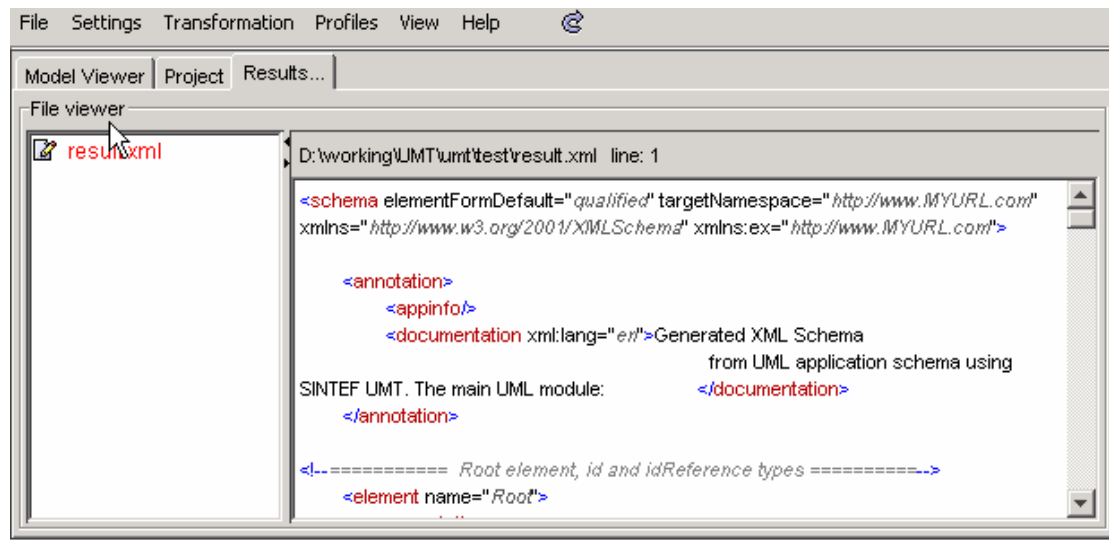 File Settings Transformation Profiles View Help
Model Viewer Project Results...
File viewer
result.xml
D:\working\UMT\umt\test\result.xml line: 1
<schema elementFormDefault="qualified" targetNamespace="http://www.MYURL.com"
xmlns="http://www.w3.org/2001/XMLSchema" xmlns:ex="http://www.MYURL.com">
<annotation>
<appinfo/>
<documentation xml:lang="en">Generated XML Schema
from UML application schema using
SINTEF UMT. The main UML module: </documentation>
</annotation>
<!--=========== Root element, id and idReference types ==========-->
<element name="Root">